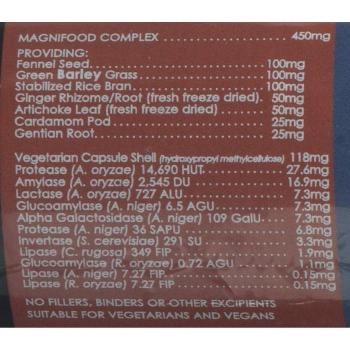 MAGNIFOOD COMPLEX .................. 450mg
PROVIDING:
Fennel Seed .............................. 100mg
Green Barley Grass ..................... 100mg
Stabilized Rice Bran .................... 100mg
Ginger Rhizome/Root (fresh freeze dried). 50mg
Artichoke Leaf (fresh freeze dried) ....... 50mg
Cardamom Pod ......................... 25mg
Gentian Root ............................ 25mg
Vegetarian Capsule Shell (hydroxypropyl methylcellulose) 118mg
Protease (A. oryzae) 14,690 HUT ........... 27.6mg
Amylase (A. oryzae) 2,545 DU ............. 16.9mg
Lactase (A. oryzae) 727 ALU ............... 7.3mg
Glucoamylase (A. niger) 6.5 AGU .......... 7.3mg
Alpha Galactosidase (A. niger) 109 GalU .... 7.3mg
Protease (A. niger) 36 SAPU ............... 6.8mg
Invertase (S. cerevisiae) 291 SU ............ 3.3mg
Lipase (C. rugosa) 349 FIP ................. 1.9mg
Glucoamylase (R. oryzae) 0.72 AGU ........ 1.1mg
Lipase (A. niger) 7.27 FIP .................. 0.15mg
Lipase (R. oryzae) 7.27 FIP ................ 0.15mg
NO FILLERS, BINDERS OR OTHER EXCIPIENTS
SUITABLE FOR VEGETARIANS AND VEGANS